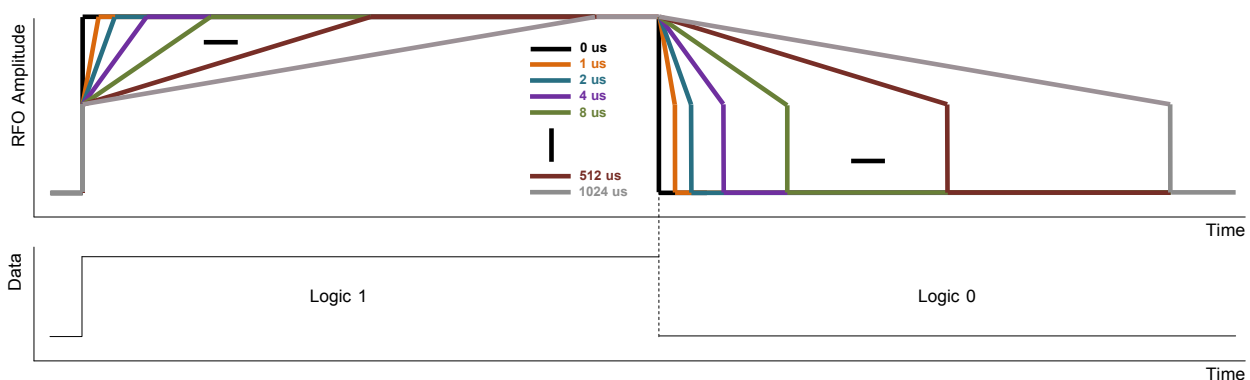 RFO Amplitude
0 us
1 us
2 us
4 us
8 us
512 us
1024 us
Time
Data
Logic 1
Logic 0
Time